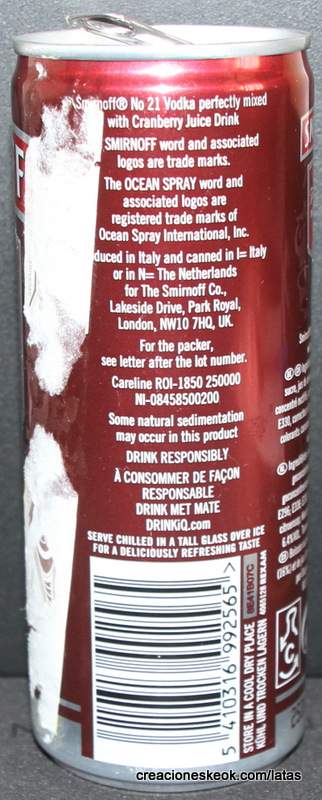 Smirnoff® No 21 Vodka perfectly mixed
with Cranberry Juice Drink
SMIRNOFF word and associated
logos are trade marks.
The OCEAN SPRAY word and
associated logos are
registered trade marks of
Ocean Spray International, Inc.
duced in Italy and canned in I= Italy
or in N= The Netherlands
for The Smirnoff Co.,
Lakeside Drive, Park Royal,
London, NW10 7HQ, UK.
For the packer,
see letter after the lot number.
Careline ROI-1850 250000
NI-08458500200
Some natural sedimentation
may occur in this product
DRINK RESPONSIBLY
À CONSOMMER DE FAÇON
RESPONSABLE
DRINK MET MATE
DRINKiQ.com
SERVE CHILLED IN A TALL GLASS OVER ICE
FOR A DELICIOUSLY REFRESHING TASTE
5 410316 992565 >
STORE IN A COOL DRY PLACE
KÜHL UND TROCKEN LAGERN
4065128 REXAM
creacioneskeok.com/latas